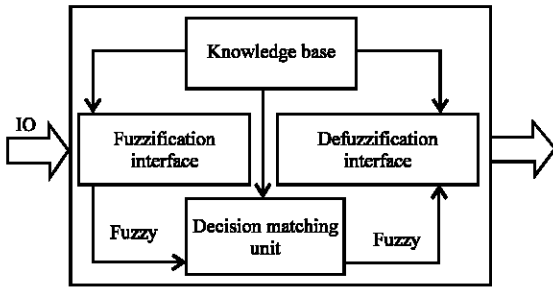 Knowledge base
IO
Fuzzification
interface
Defuzzification
interface
Fuzzy
Decision matching
unit
Fuzzy